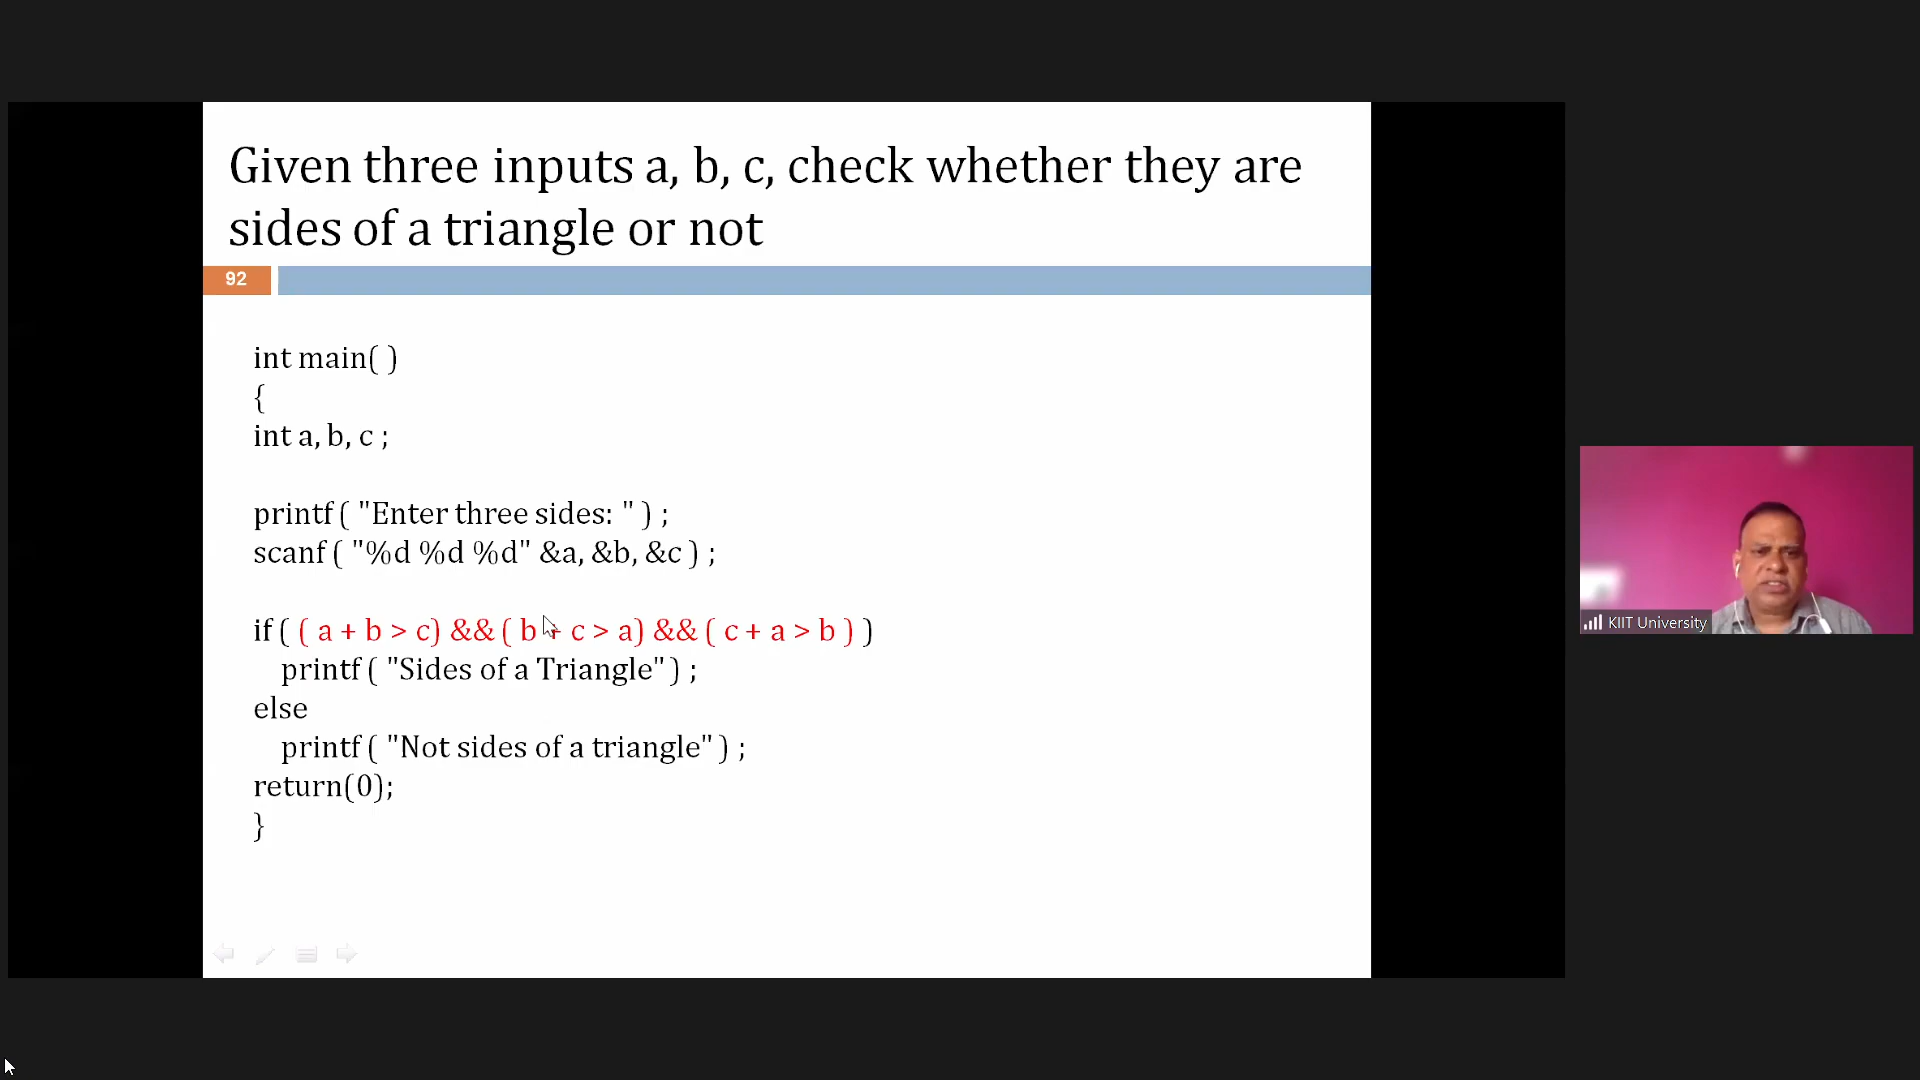 Given three inputs a, b, c, check whether they are
sides of a triangle or not
92
int main( )
{
int a, b, c ;
printf ( "Enter three sides: " ) ;
scanf ( "%d %d %d" &a, &b, &c ) ;
if ( ( a + b > c) && ( b + c > a) && ( c + a > b ) )
printf ( "Sides of a Triangle" ) ;
else
printf ( "Not sides of a triangle" ) ;
return(0);
}
KIIT University